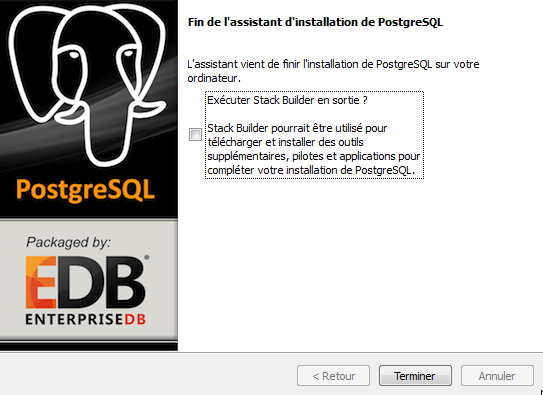 Fin de l'assistant d'installation de PostgreSQL
L'assistant vient de finir l'installation de PostgreSQL sur votre
ordinateur.
Exécuter Stack Builder en sortie ?
Stack Builder pourrait être utilisé pour
télécharger et installer des outils
supplémentaires, pilotes et applications pour
compléter votre installation de PostgreSQL.
PostgreSQL
Packaged by:
EDB
ENTERPRISEDB
< Retour
Terminer
Annuler